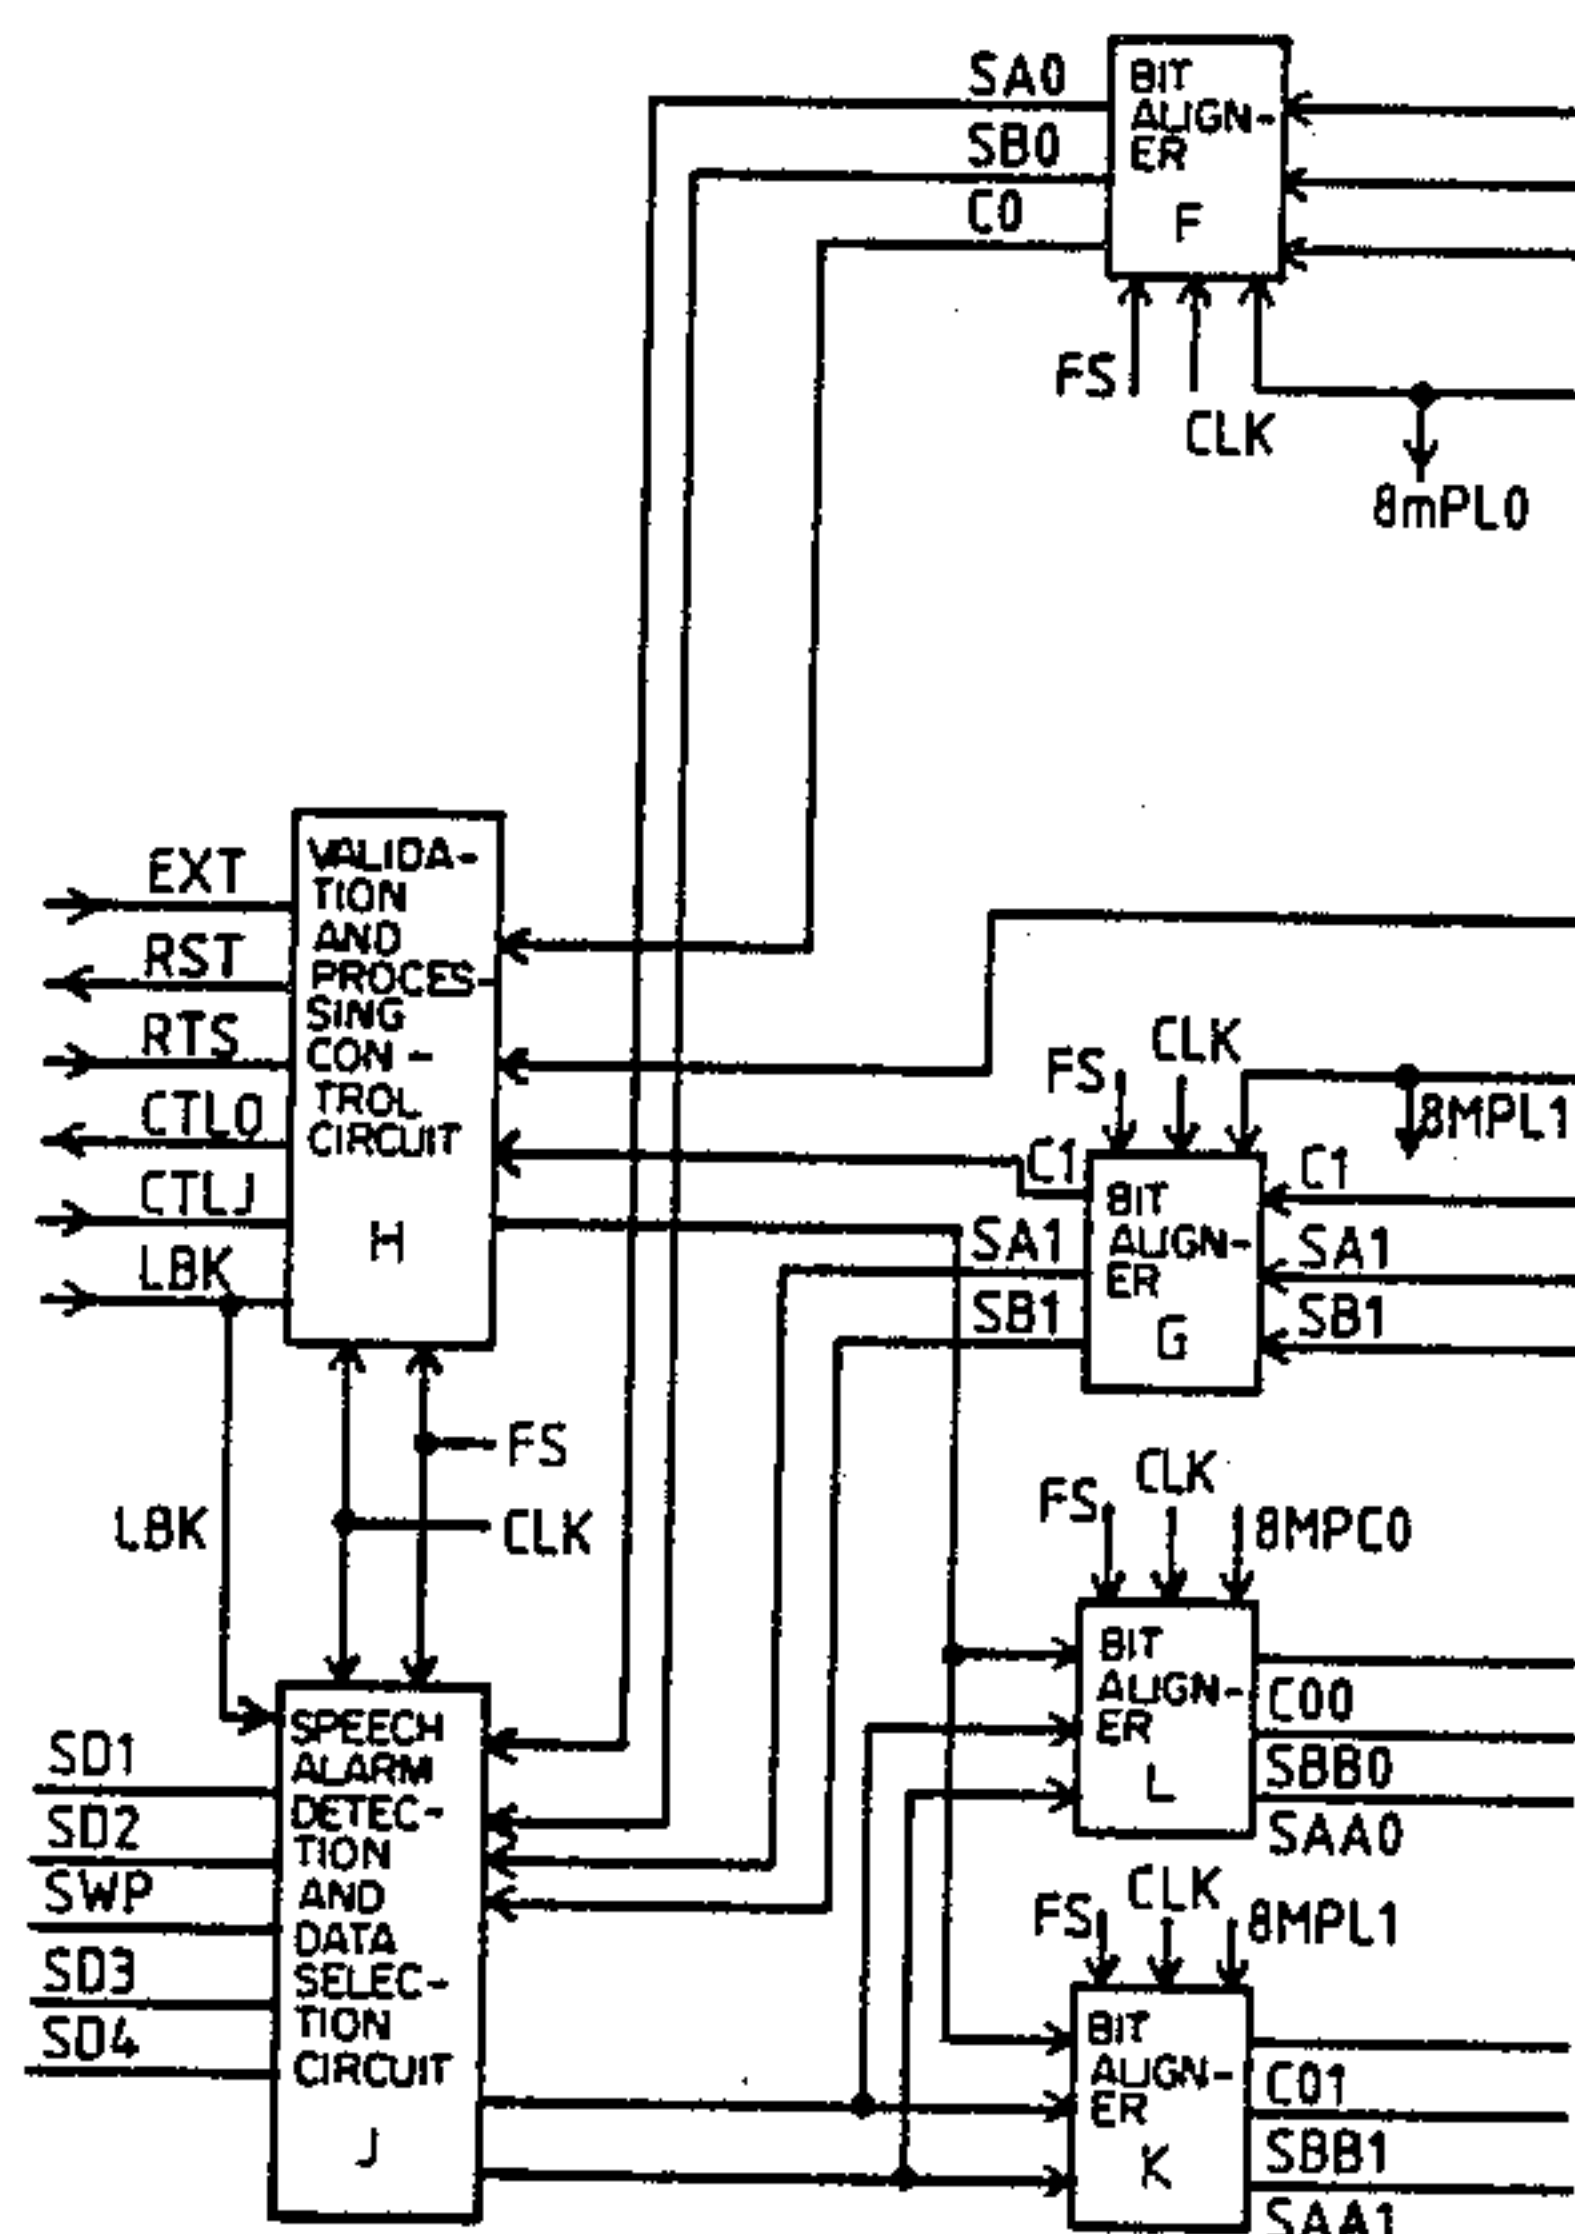 SA0
SB0
C0
BIT
ALIGN-
ER
F
FS
CLK
8mPL0
EXT
RST
RTS
CTLO
CTLJ
LBK
VALIDA-
TION
AND
PROCES-
SING
CON-
TROL
CIRCUIT
H
FS
CLK
8MPL1
C1
SA1
SB1
BIT
ALIGN-
ER
G
C1
SA1
SB1
FS
CLK
LBK
FS
CLK
8MPC0
BIT
ALIGN-
ER
L
C00
SBB0
SAA0
SD1
SD2
SWP
SD3
SD4
SPEECH
ALARM
DETEC-
TION
AND
DATA
SELEC-
TION
CIRCUIT
J
FS
CLK
8MPL1
BIT
ALIGN-
ER
K
C01
SBB1
SAA1